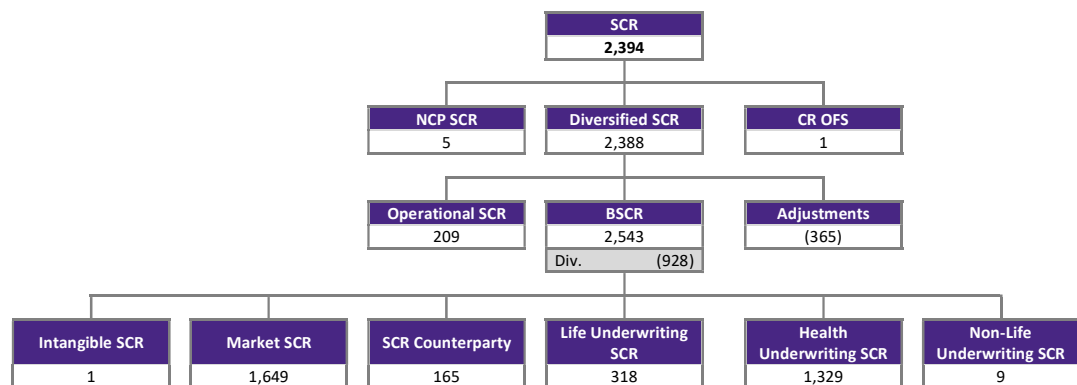 SCR
2,394
NCP SCR
Diversified SCR
CR OFS
5
2,388
1
Operational SCR
BSCR
Adjustments
209
2,543
(365)
Div. (928)
Intangible SCR
Market SCR
SCR Counterparty
Life Underwriting
SCR
Health
Underwriting SCR
Non-Life
Underwriting SCR
1
1,649
165
318
1,329
9